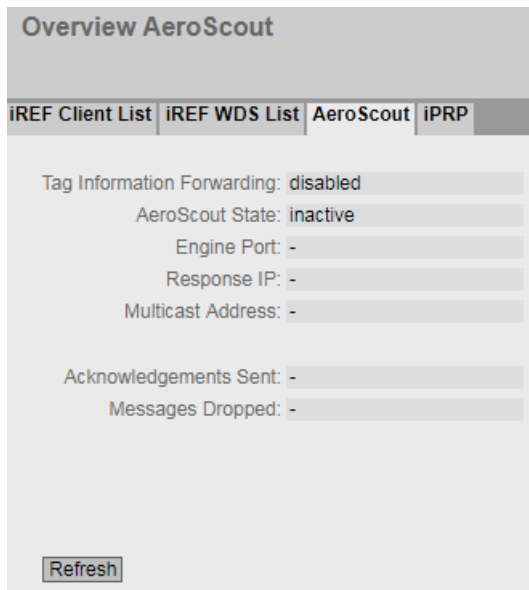 Overview AeroScout
iREF Client List iREF WDS List AeroScout iPRP
Tag Information Forwarding: disabled
AeroScout State: inactive
Engine Port: -
Response IP: -
Multicast Address: -
Acknowledgements Sent: -
Messages Dropped: -
Refresh